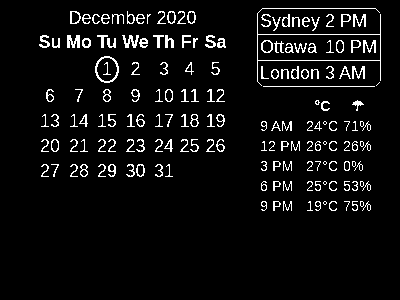 December 2020
Su Mo Tu We Th Fr Sa
1 2 3 4 5
6 7 8 9 10 11 12
13 14 15 16 17 18 19
20 21 22 23 24 25 26
27 28 29 30 31
Sydney 2 PM
Ottawa 10 PM
London 3 AM
°C ☂
9 AM 24°C 71%
12 PM 26°C 26%
3 PM 27°C 0%
6 PM 25°C 53%
9 PM 19°C 75%